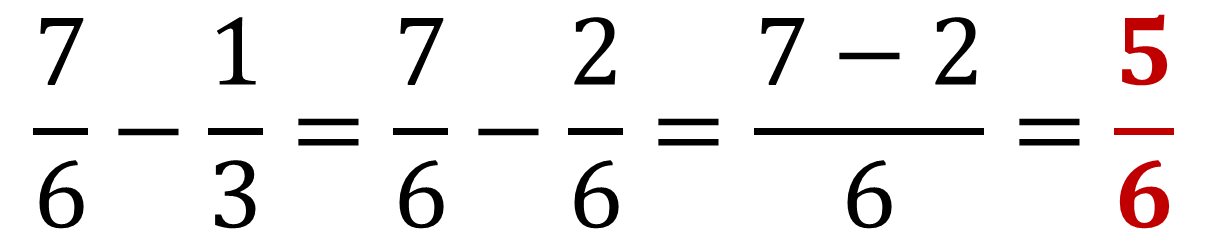 7/6 − 1/3 = 7/6 − 2/6 = (7 − 2)/6 = 5/6